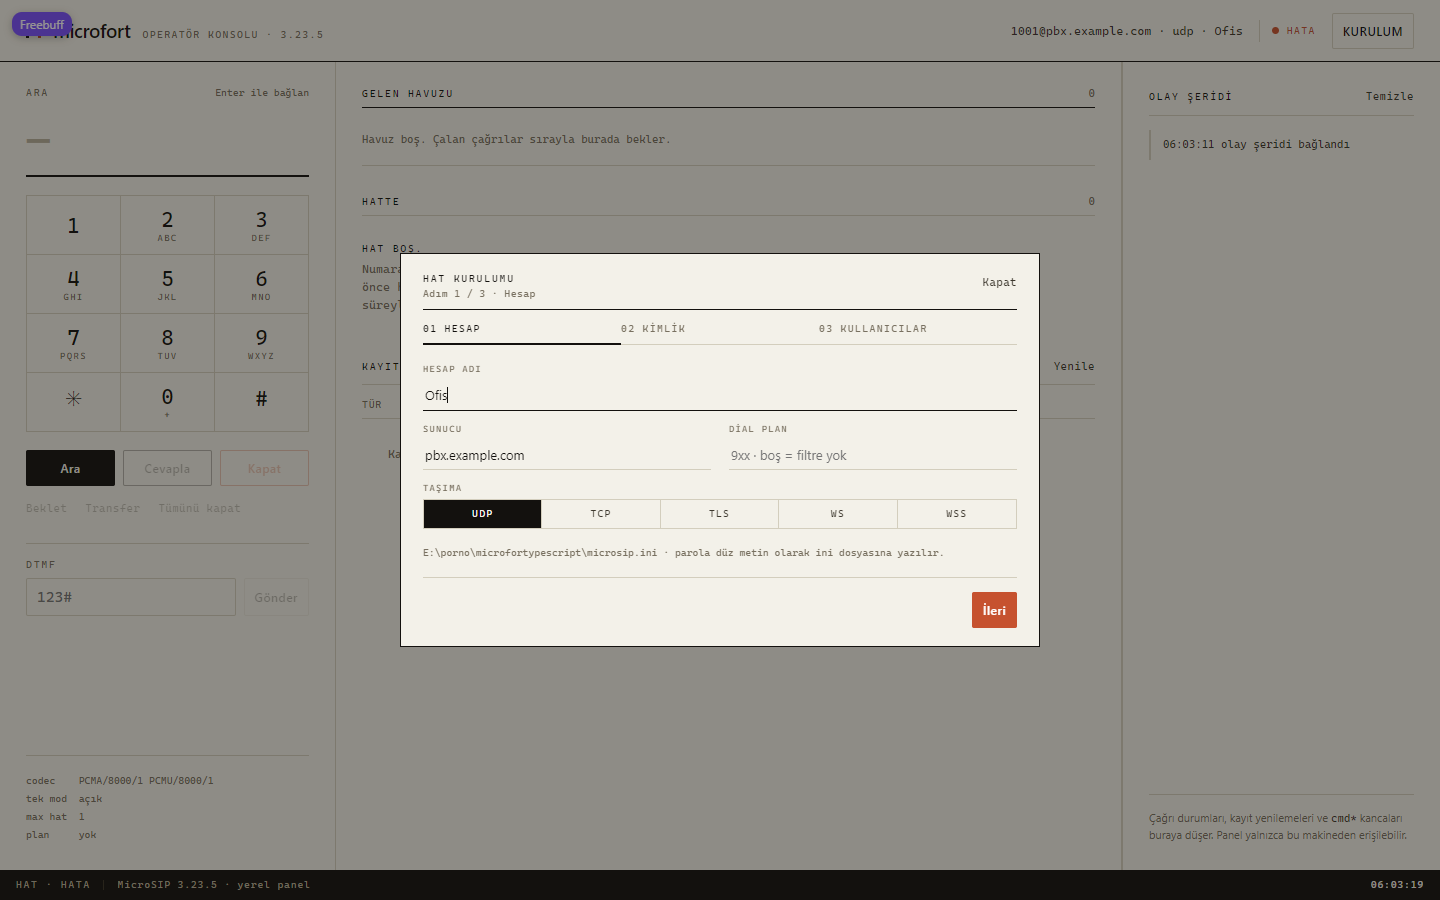 Freebuff
microfort OPERATÖR KONSOLU · 3.23.5
1001@pbx.example.com · udp · Ofis
HATA
KURULUM
ARA
Enter ile bağlan
1
2
ABC
3
DEF
4
GHI
5
JKL
6
MNO
7
PQRS
8
TUV
9
WXYZ
✳
0
+
#
Ara
Cevapla
Kapat
Beklet
Transfer
Tümünü kapat
DTMF
123#
Gönder
codec PCMA/8000/1 PCMU/8000/1
tek mod açık
max hat 1
plan yok
GELEN HAVUZU
0
Havuz boş. Çalan çağrılar sırayla burada bekler.
HATTE
0
HAT BOŞ.
Numar
önce
süreyl
KAYIT
Yenile
TÜR
Ka
HAT KURULUMU
Adım 1 / 3 · Hesap
Kapat
01 HESAP
02 KİMLİK
03 KULLANICILAR
HESAP ADI
Ofis
SUNUCU
DİAL PLAN
pbx.example.com
9xx · boş = filtre yok
TAŞIMA
UDP
TCP
TLS
WS
WSS
E:\porno\microfortypescript\microsip.ini · parola düz metin olarak ini dosyasına yazılır.
İleri
OLAY ŞERİDİ
Temizle
06:03:11 olay şeridi bağlandı
Çağrı durumları, kayıt yenilemeleri ve cmd* kancaları
buraya düşer. Panel yalnızca bu makineden erişilebilir.
HAT · HATA
MicroSIP 3.23.5 · yerel panel
06:03:19